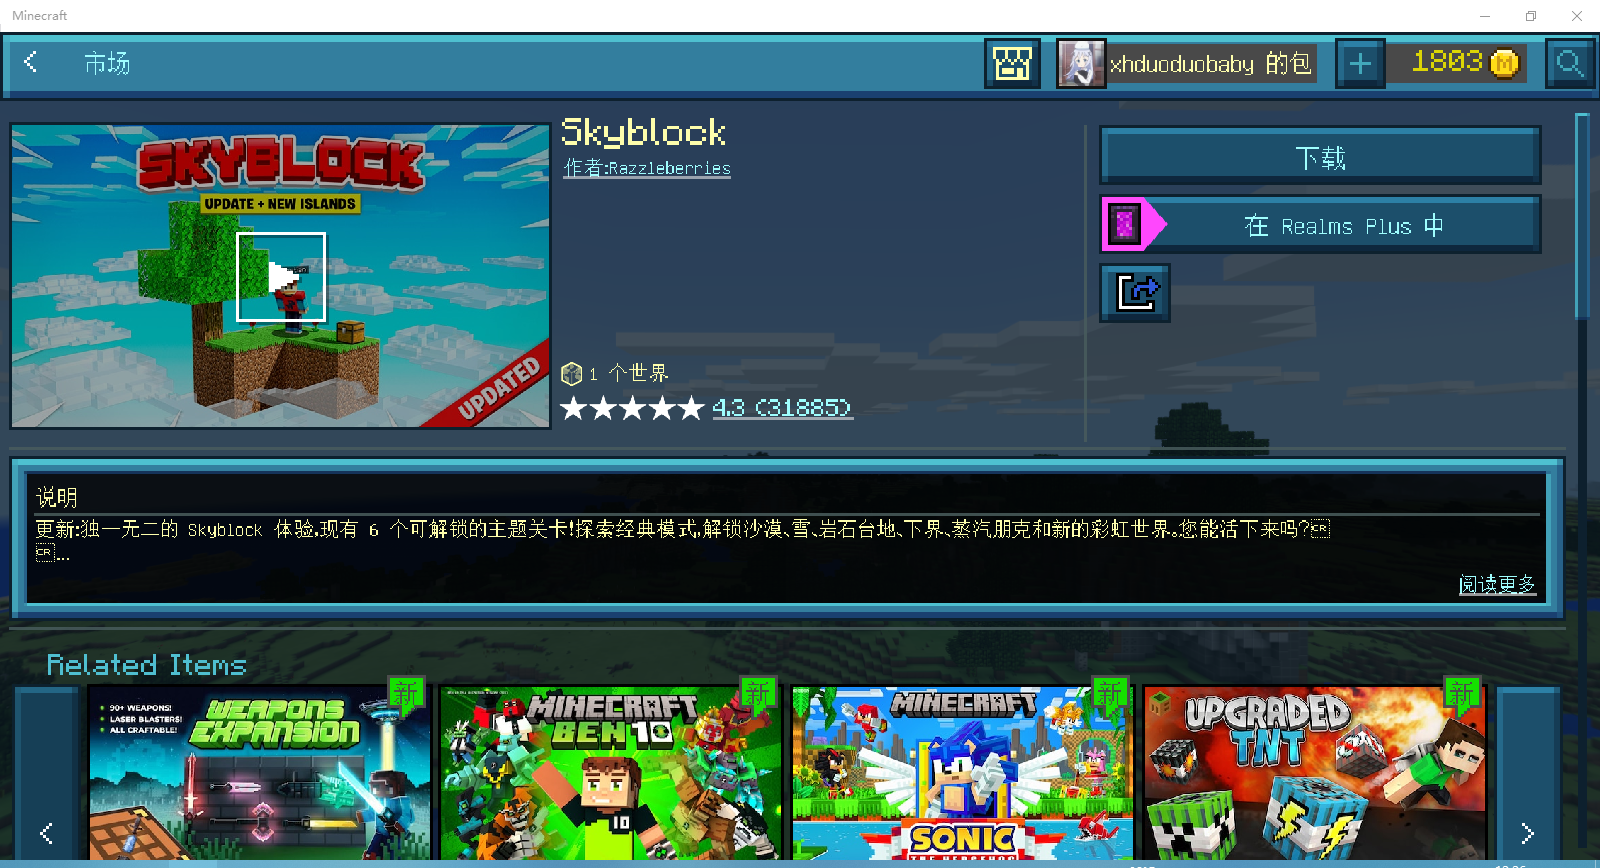 Minecraft
市场
xhduoduobaby 的包
1803
SKYBLOCK
UPDATE + NEW ISLANDS
UPDATED
Skyblock
作者:Razzleberries
1 个世界
4.3 (31885)
下载
在 Realms Plus 中
说明
更新:独一无二的 Skyblock 体验,现有 6 个可解锁的主题关卡!探索经典模式,解锁沙漠、雪、岩石台地、下界、蒸汽朋克和新的彩虹世界。您能活下来吗?
...
阅读更多
Related Items
90+ WEAPONS!
LASER BLASTERS!
ALL CRAFTABLE!
WEAPONS
EXPANSION
新
MINECRAFT
BEN 10
10
新
MINECRAFT
SONIC
THE HEDGEHOG
新
UPGRADED
TNT
新